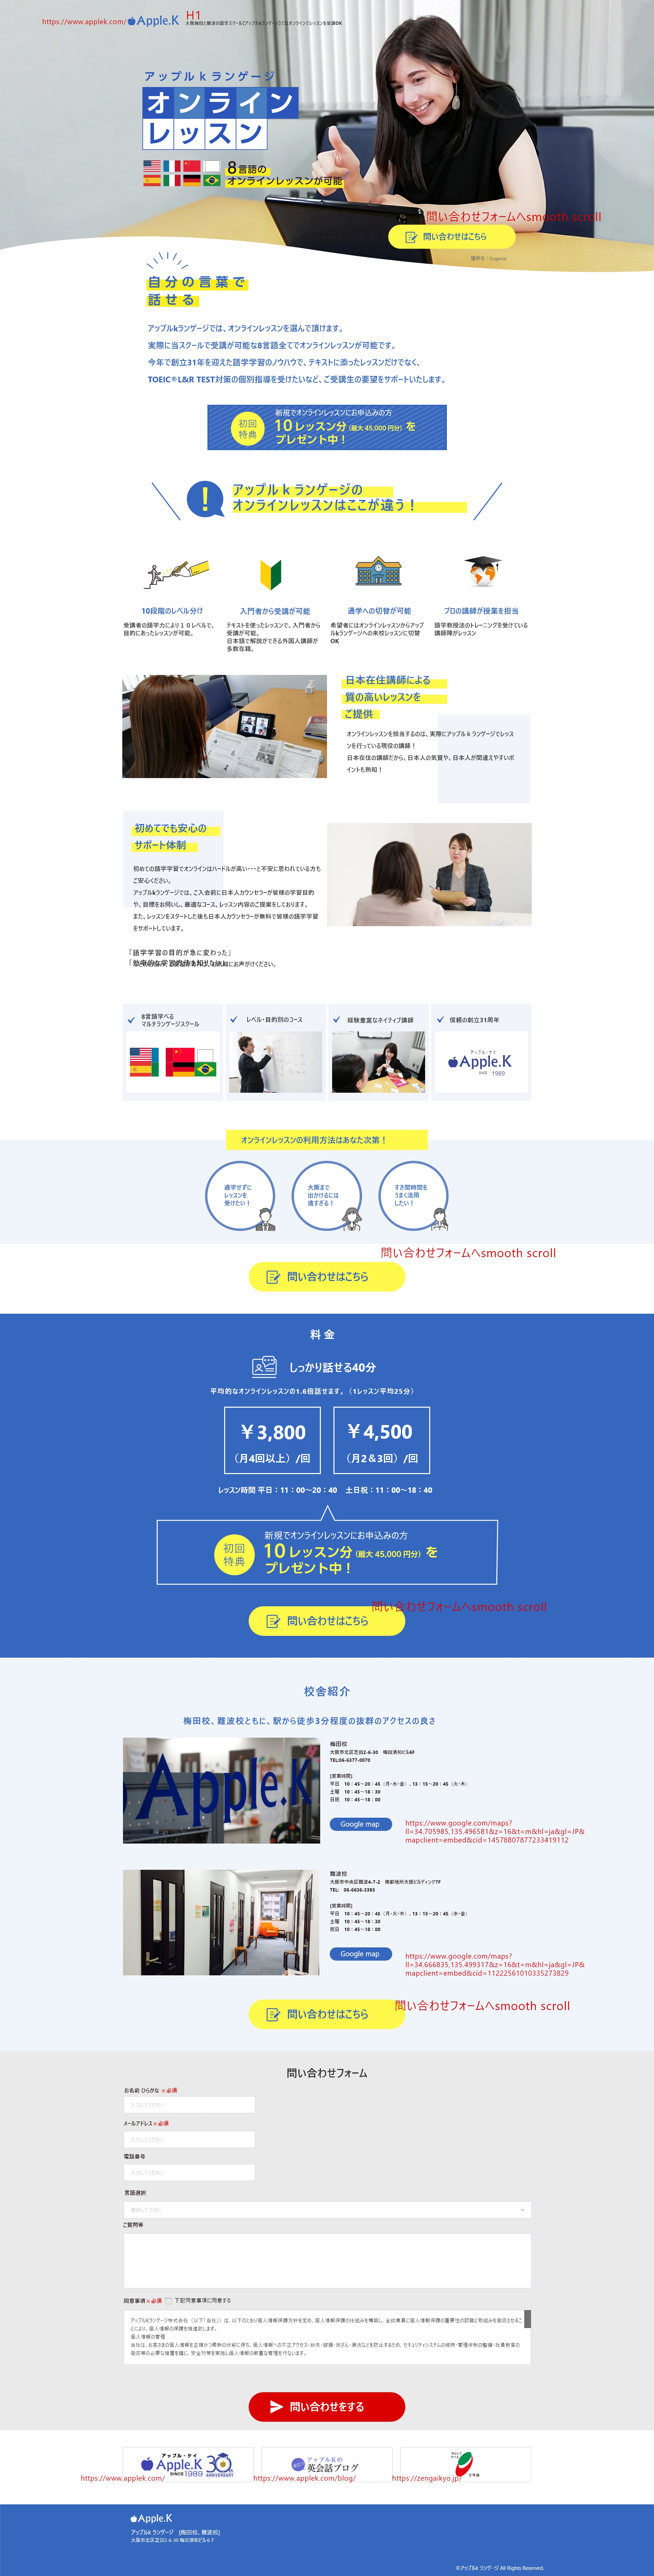 https://www.applek.com/
Apple.K
H1
アップルｋランゲージ
オンライン
レッスン
8言語の
オンラインレッスンが可能
問い合わせフォームへsmooth scroll
問い合わせはこちら
講師名：Eugenia
自分の言葉で
話せる
アップルkランゲージでは、オンラインレッスンを選んで頂けます。
実際に当スクールで受講が可能な8言語全てでオンラインレッスンが可能です。
今年で創立31年を迎えた語学学習のノウハウで、テキストに添ったレッスンだけでなく、
TOEIC®L&R TEST対策の個別指導を受けたいなど、ご受講生の要望をサポートいたします。
初回
特典
新規でオンラインレッスンにお申込みの方
10レッスン分(最大 45,000 円分) を
プレゼント中！
！
アップルｋランゲージの
オンラインレッスンはここが違う！
10段階のレベル分け
受講者の語学力により１０レベルで、
目的にあったレッスンが可能。
入門者から受講が可能
テキストを使ったレッスンで、入門者から
受講が可能。
日本語で解説ができる外国人講師が
多数在籍。
通学への切替が可能
希望者にはオンラインレッスンからアップ
ルkランゲージへの来校レッスンに切替
OK
プロの講師が授業を担当
語学教授法のトレーニングを受けている
講師陣がレッスン
日本在住講師による
質の高いレッスンを
ご提供
オンラインレッスンを担当するのは、実際にアップルｋランゲージでレッス
ンを行っている現役の講師！
日本在住の講師だから、日本人の気質や、日本人が間違えやすいポ
イントも熟知！
初めてでも安心の
サポート体制
初めての語学学習でオンラインはハードルが高い・・・と不安に思われている方も
ご安心ください。
アップルkランゲージでは、ご入会前に日本人カウンセラーが皆様の学習目的
や、目標をお伺いし、最適なコース、レッスン内容のご提案をしております。
また、レッスンをスタートした後も日本人カウンセラーが無料で皆様の語学学習
をサポートしています。
「語学学習の目的が急に変わった」
お気軽にお声がけください。
8言語学べる
マルチランゲージスクール
レベル・目的別のコース
経験豊富なネイティブ講師
信頼の創立31周年
アップル・ケイ
Apple.K
SINCE 1989
オンラインレッスンの利用方法はあなた次第！
通学せずに
レッスンを
受けたい！
大阪まで
出かけるには
遠すぎる！
すき間時間を
うまく活用
したい！
問い合わせフォームへsmooth scroll
問い合わせはこちら
料金
しっかり話せる40分
平均的なオンラインレッスンの1.6倍話せます。（1レッスン平均25分）
￥3,800
（月4回以上）/回
￥4,500
（月2＆3回）/回
レッスン時間 平日：11：00～20：40　土日祝：11：00～18：40
初回
特典
新規でオンラインレッスンにお申込みの方
10レッスン分(最大 45,000 円分) を
プレゼント中！
問い合わせフォームへsmooth scroll
問い合わせはこちら
校舎紹介
梅田校、難波校ともに、駅から徒歩3分程度の抜群のアクセスの良さ
Apple.K
梅田校
大阪市北区芝田2-6-30　梅田清和ビル6F
TEL:06-6377-0070
[営業時間]
平日　10：45～20：45（月・水・金）、13：15～20：45（火・木）
土曜　10：45～18：30
日祝　10：45～18：00
Google map
https://www.google.com/maps?
ll=34.705985,135.496581&z=16&t=m&hl=ja&gl=JP&
mapclient=embed&cid=14578807877233419112
難波校
大阪市中央区難波4-7-2　南都地所大阪ビルディング7F
TEL:　06-6636-3393
[営業時間]
平日　10：45～20：45（月・火・木）、13：15～20：45（水・金）
土曜　10：45～18：30
祝日　10：45～18：00
Google map
https://www.google.com/maps?
ll=34.666835,135.499317&z=16&t=m&hl=ja&gl=JP&
mapclient=embed&cid=11222561010335273829
問い合わせフォームへsmooth scroll
問い合わせはこちら
問い合わせフォーム
お名前 ひらがな ※必須
入力してください
メールアドレス※必須
入力してください
電話番号
入力してください
言語選択
選択して下さい
ご質問等
同意事項※必須 下記同意事項に同意する
アップルKランゲージ株式会社（以下「当社」）は、以下のとおり個人情報保護方針を定め、個人情報保護の仕組みを構築し、全従業員に個人情報保護の重要性の認識と取組みを徹底させるこ
とにより、個人情報の保護を推進致します。
個人情報の管理
当社は、お客さまの個人情報を正確かつ最新の状態に保ち、個人情報への不正アクセス・紛失・破損・改ざん・漏洩などを防止するため、セキュリティシステムの維持・管理体制の整備・社員教育の
徹底等の必要な措置を講じ、安全対策を実施し個人情報の厳重な管理を行ないます。
問い合わせをする
アップル・ケイ
Apple.K
SINCE 1989
30th
ANNIVERSARY
https://www.applek.com/
アップルKの
英会話ブログ
https://www.applek.com/blog/
https://zengaikyo.jp/
Apple.K
アップルk ランゲージ　[梅田校、難波校]
大阪市北区芝田2-6-30 梅田清和ビル６F
©アップルk ランゲージ All Rights Reserved.